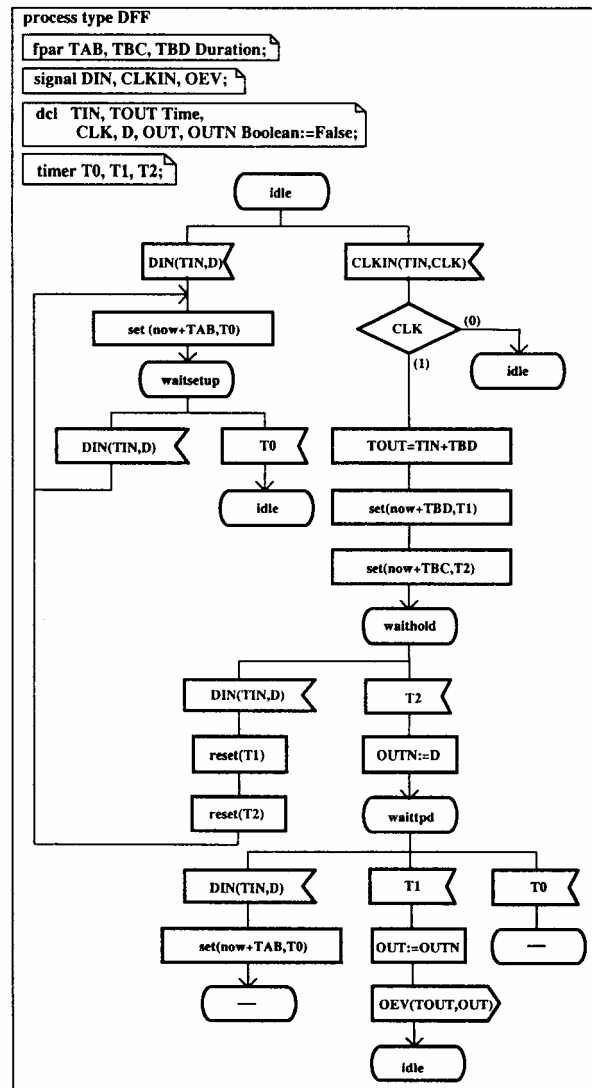 process type DFF
fpar TAB, TBC, TBD Duration;
signal DIN, CLKIN, OEV;
dcl TIN, TOUT Time,
CLK, D, OUT, OUTN Boolean:=False;
timer T0, T1, T2;
idle
DIN(TIN,D)
CLKIN(TIN,CLK)
set (now+TAB,T0)
CLK
(0)
(1)
idle
waitsetup
DIN(TIN,D)
T0
TOUT=TIN+TBD
idle
set(now+TBD,T1)
set(now+TBC,T2)
waithold
DIN(TIN,D)
T2
reset(T1)
OUTN:=D
reset(T2)
waittpd
DIN(TIN,D)
T1
T0
set(now+TAB,T0)
OUT:=OUTN
—
—
OEV(TOUT,OUT)
idle